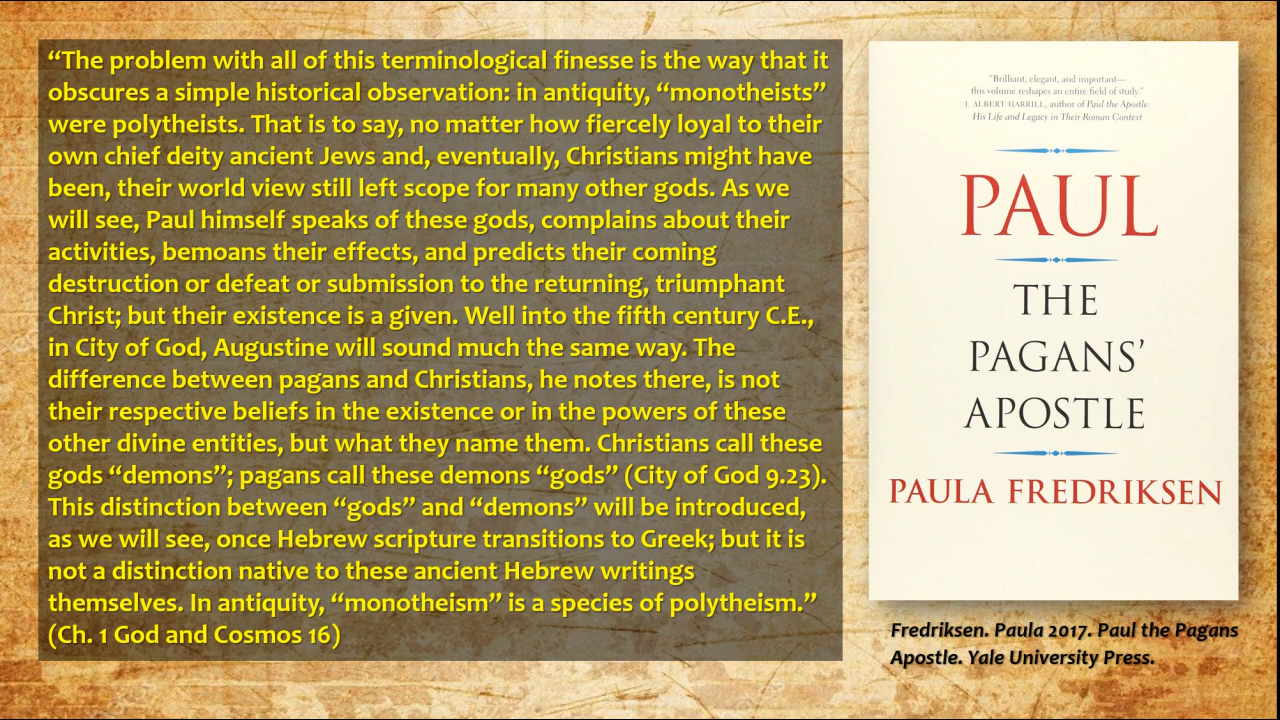 “The problem with all of this terminological finesse is the way that it
obscures a simple historical observation: in antiquity, “monotheists”
were polytheists. That is to say, no matter how fiercely loyal to their
own chief deity ancient Jews and, eventually, Christians might have
been, their world view still left scope for many other gods. As we
will see, Paul himself speaks of these gods, complains about their
activities, bemoans their effects, and predicts their coming
destruction or defeat or submission to the returning, triumphant
Christ; but their existence is a given. Well into the fifth century C.E.,
in City of God, Augustine will sound much the same way. The
difference between pagans and Christians, he notes there, is not
their respective beliefs in the existence or in the powers of these
other divine entities, but what they name them. Christians call these
gods “demons”; pagans call these demons “gods” (City of God 9.23).
This distinction between “gods” and “demons” will be introduced,
as we will see, once Hebrew scripture transitions to Greek; but it is
not a distinction native to these ancient Hebrew writings
themselves. In antiquity, “monotheism” is a species of polytheism.”
(Ch. 1 God and Cosmos 16)
“Brilliant, elegant, and important—
this volume reshapes an entire field of study.”
J. ALBERT HARRILL, author of Paul the Apostle:
His Life and Legacy in Their Roman Context
PAUL
THE
PAGANS’
APOSTLE
PAULA FREDRIKSEN
Fredriksen. Paula 2017. Paul the Pagans
Apostle. Yale University Press.